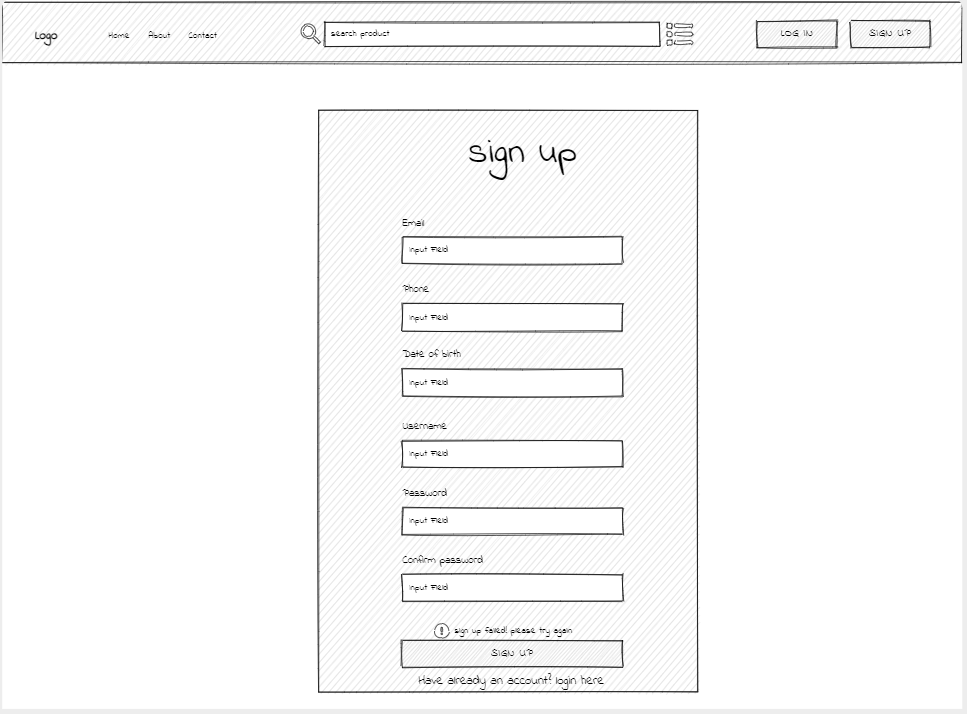 Logo
Home About Contact
search product
LOG IN
SIGN UP
sign up
Email
Input Field
Phone
Input Field
Date of birth
Input Field
Username
Input Field
Password
Input Field
Confirm password
Input Field
! sign up failed! please try again
SIGN UP
Have already an account? login here